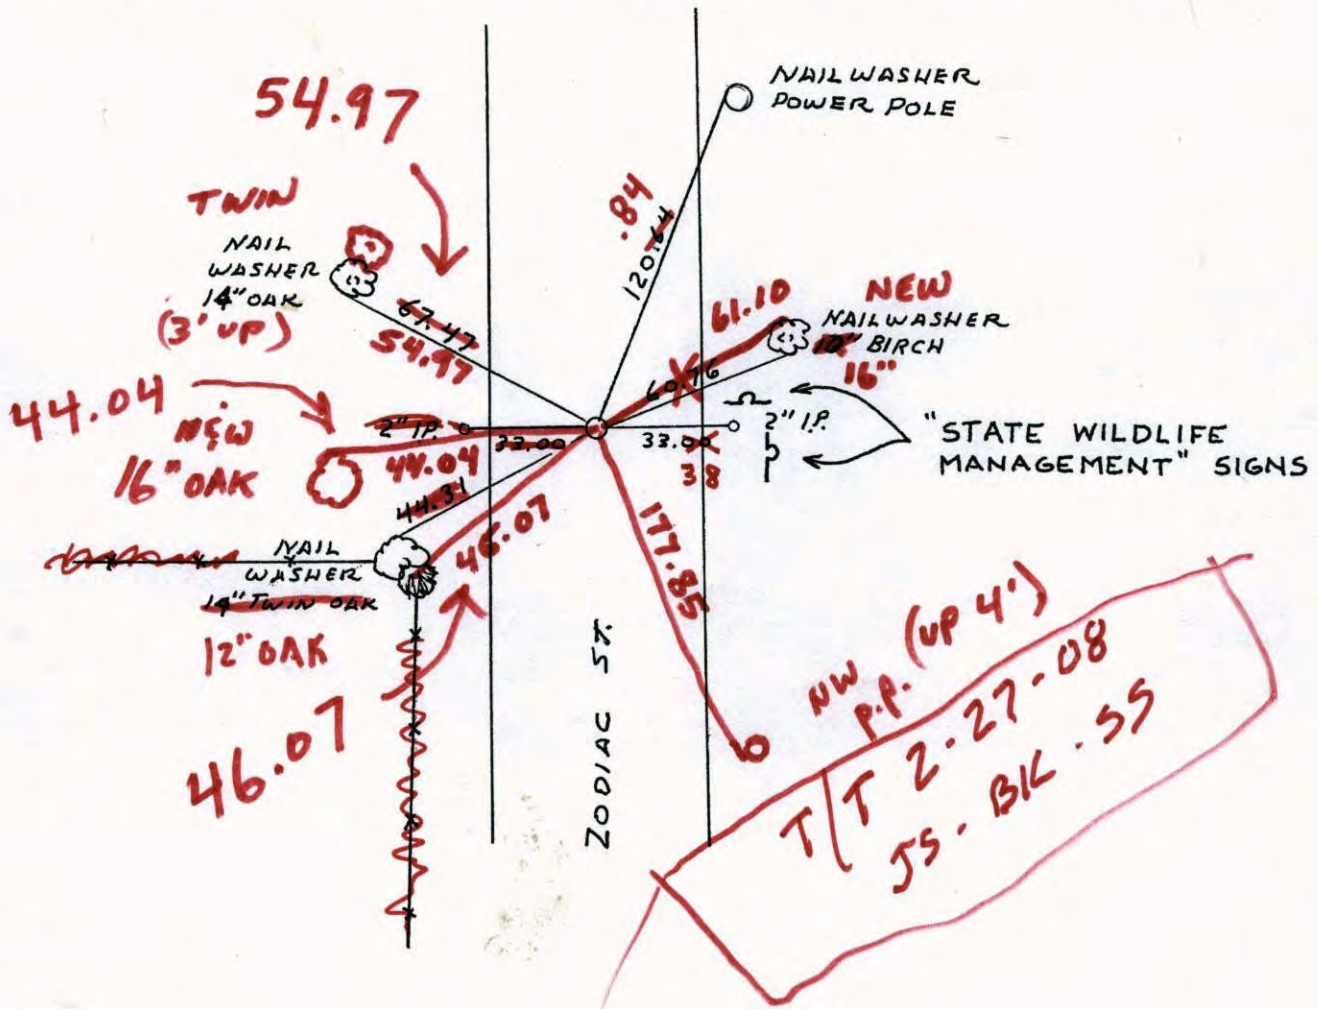 54.97
NAILWASHER
POWER POLE
TWIN
NAIL
WASHER
14" OAK
(3' UP)
67.47
54.97
.84
120.64
61.10
NEW
NAILWASHER
10" BIRCH
16"
60.76
44.04
NEW
16" OAK
2" I.P.
33.00
44.04
44.31
33.00
38
2" I.P.
"STATE WILDLIFE
MANAGEMENT" SIGNS
NAIL
WASHER
14" TWIN OAK
12" OAK
46.07
46.07
177.85
ZODIAC ST.
NW
P.P. (UP 4')
T/T 2-27-08
JS - BK - SS